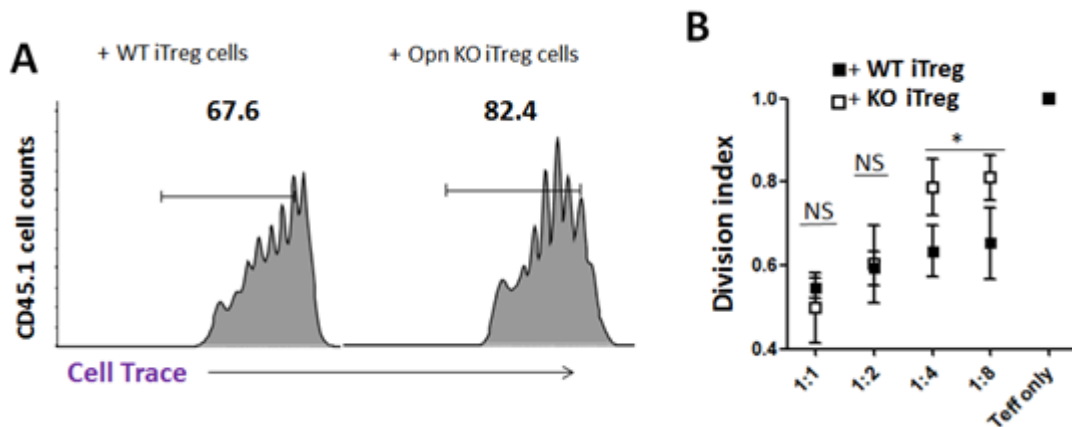 A
+ WT iTreg cells
+ Opn KO iTreg cells
67.6
82.4
CD45.1 cell counts
Cell Trace
B
+ WT iTreg
+ KO iTreg
Division index
1.0
0.8
0.6
0.4
NS
NS
*
1:1
1:2
1:4
1:8
Teff only